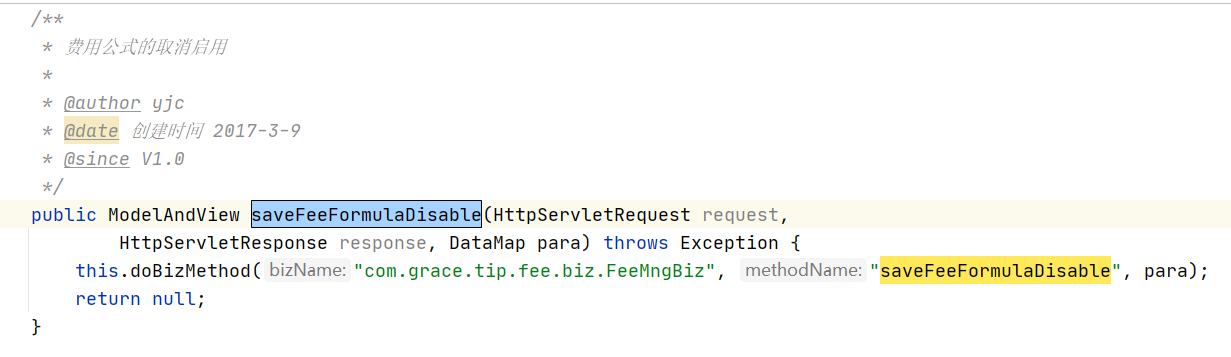 /**
 * 费用公式的取消启用
 *
 * @author yjc
 * @date 创建时间 2017-3-9
 * @since V1.0
 */
public ModelAndView saveFeeFormulaDisable(HttpServletRequest request,
        HttpServletResponse response, DataMap para) throws Exception {
    this.doBizMethod( bizName: "com.grace.tip.fee.biz.FeeMngBiz", methodName: "saveFeeFormulaDisable", para);
    return null;
}